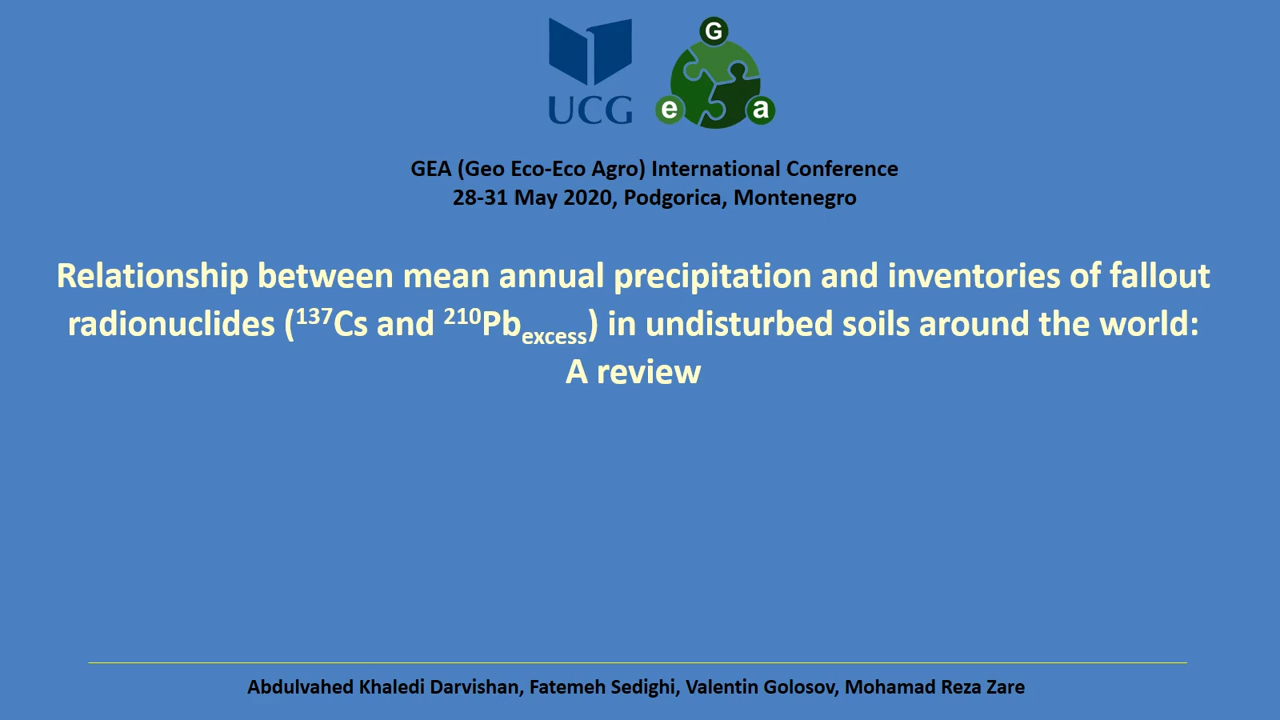 G
e a
UCG
GEA (Geo Eco-Eco Agro) International Conference
28-31 May 2020, Podgorica, Montenegro
Relationship between mean annual precipitation and inventories of fallout
radionuclides (¹³⁷Cs and ²¹⁰Pbexcess) in undisturbed soils around the world:
A review
Abdulvahed Khaledi Darvishan, Fatemeh Sedighi, Valentin Golosov, Mohamad Reza Zare